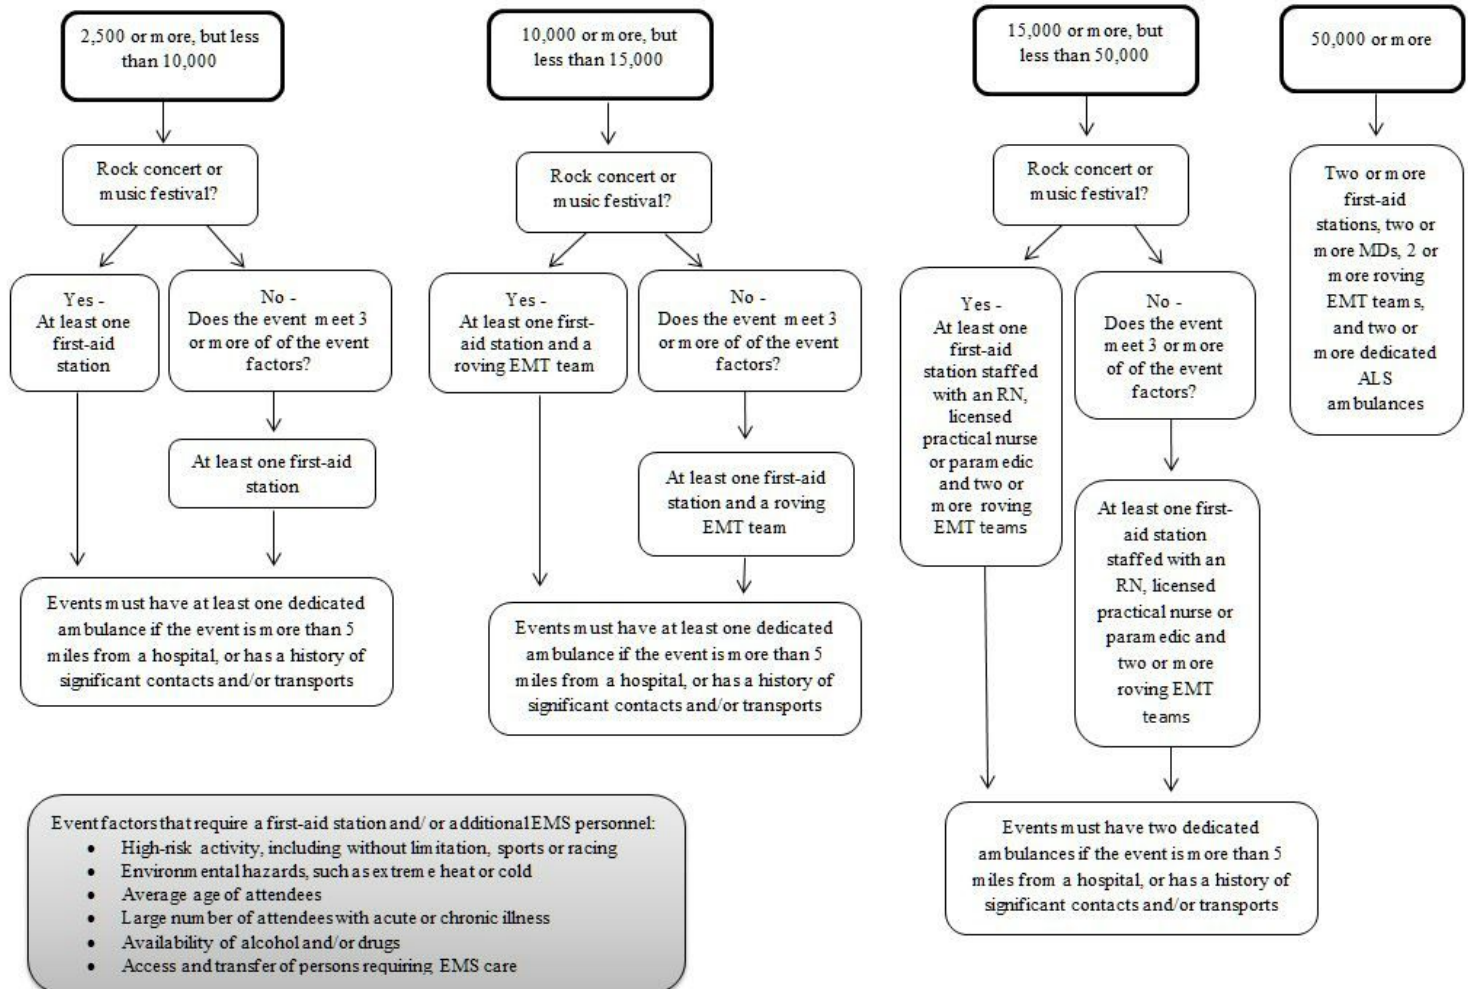 2,500 or more, but less
than 10,000
Rock concert or
music festival?
Yes -
At least one
first-aid
station
No -
Does the event meet 3
or more of of the event
factors?
At least one first-aid
station
Events must have at least one dedicated
ambulance if the event is more than 5
miles from a hospital, or has a history of
significant contacts and/or transports
10,000 or more, but
less than 15,000
Rock concert or
music festival?
Yes -
At least one first-
aid station and a
roving EMT team
No -
Does the event meet 3
or more of of the event
factors?
At least one first-aid
station and a roving
EMT team
Events must have at least one dedicated
ambulance if the event is more than 5
miles from a hospital, or has a history of
significant contacts and/or transports
15,000 or more, but
less than 50,000
Rock concert or
music festival?
Yes -
At least one
first-aid
station staffed
with an RN,
licensed
practical nurse
or paramedic
and two or
more roving
EMT teams
No -
Does the event
meet 3 or more
of of the event
factors?
At least one first-
aid station
staffed with an
RN, licensed
practical nurse or
paramedic and
two or more
roving EMT
teams
Events must have two dedicated
ambulances if the event is more than 5
miles from a hospital, or has a history of
significant contacts and/or transports
50,000 or more
Two or more
first-aid
stations, two or
more MDs, 2 or
more roving
EMT teams,
and two or
more dedicated
ALS
ambulances
Event factors that require a first-aid station and/ or additional EMS personnel:
• High-risk activity, including without limitation, sports or racing
• Environmental hazards, such as extreme heat or cold
• Average age of attendees
• Large number of attendees with acute or chronic illness
• Availability of alcohol and/or drugs
• Access and transfer of persons requiring EMS care